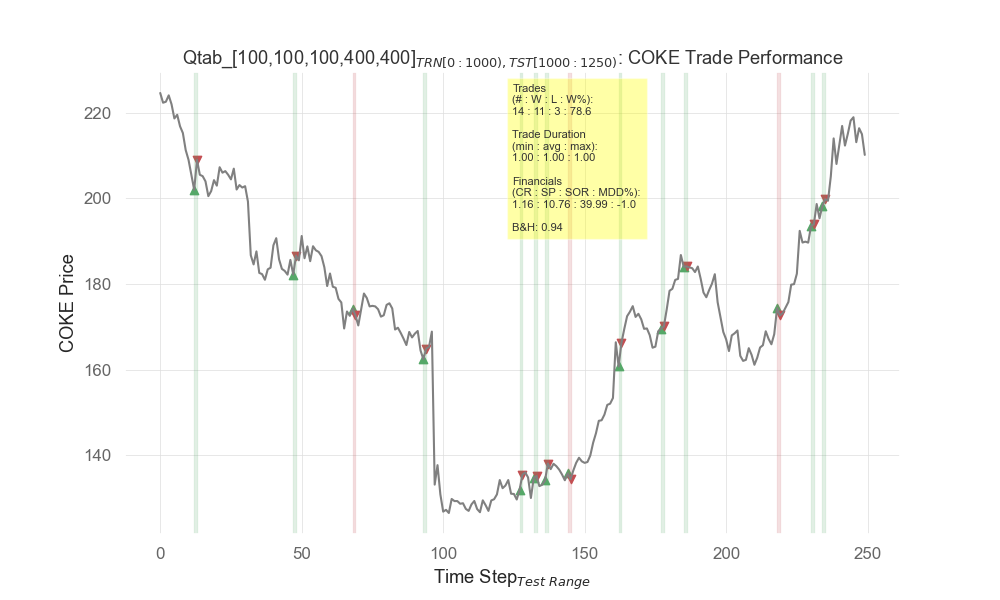 Qtab_[100,100,100,400,400]TRN[0 : 1000), TST[1000 : 1250): COKE Trade Performance
Trades
(# : W : L : W%):
14 : 11 : 3 : 78.6
Trade Duration
(min : avg : max):
1.00 : 1.00 : 1.00
Financials
(CR : SP : SOR : MDD%):
1.16 : 10.76 : 39.99 : -1.0
B&H: 0.94
COKE Price
220
200
180
160
140
0 50 100 150 200 250
Time StepTest Range